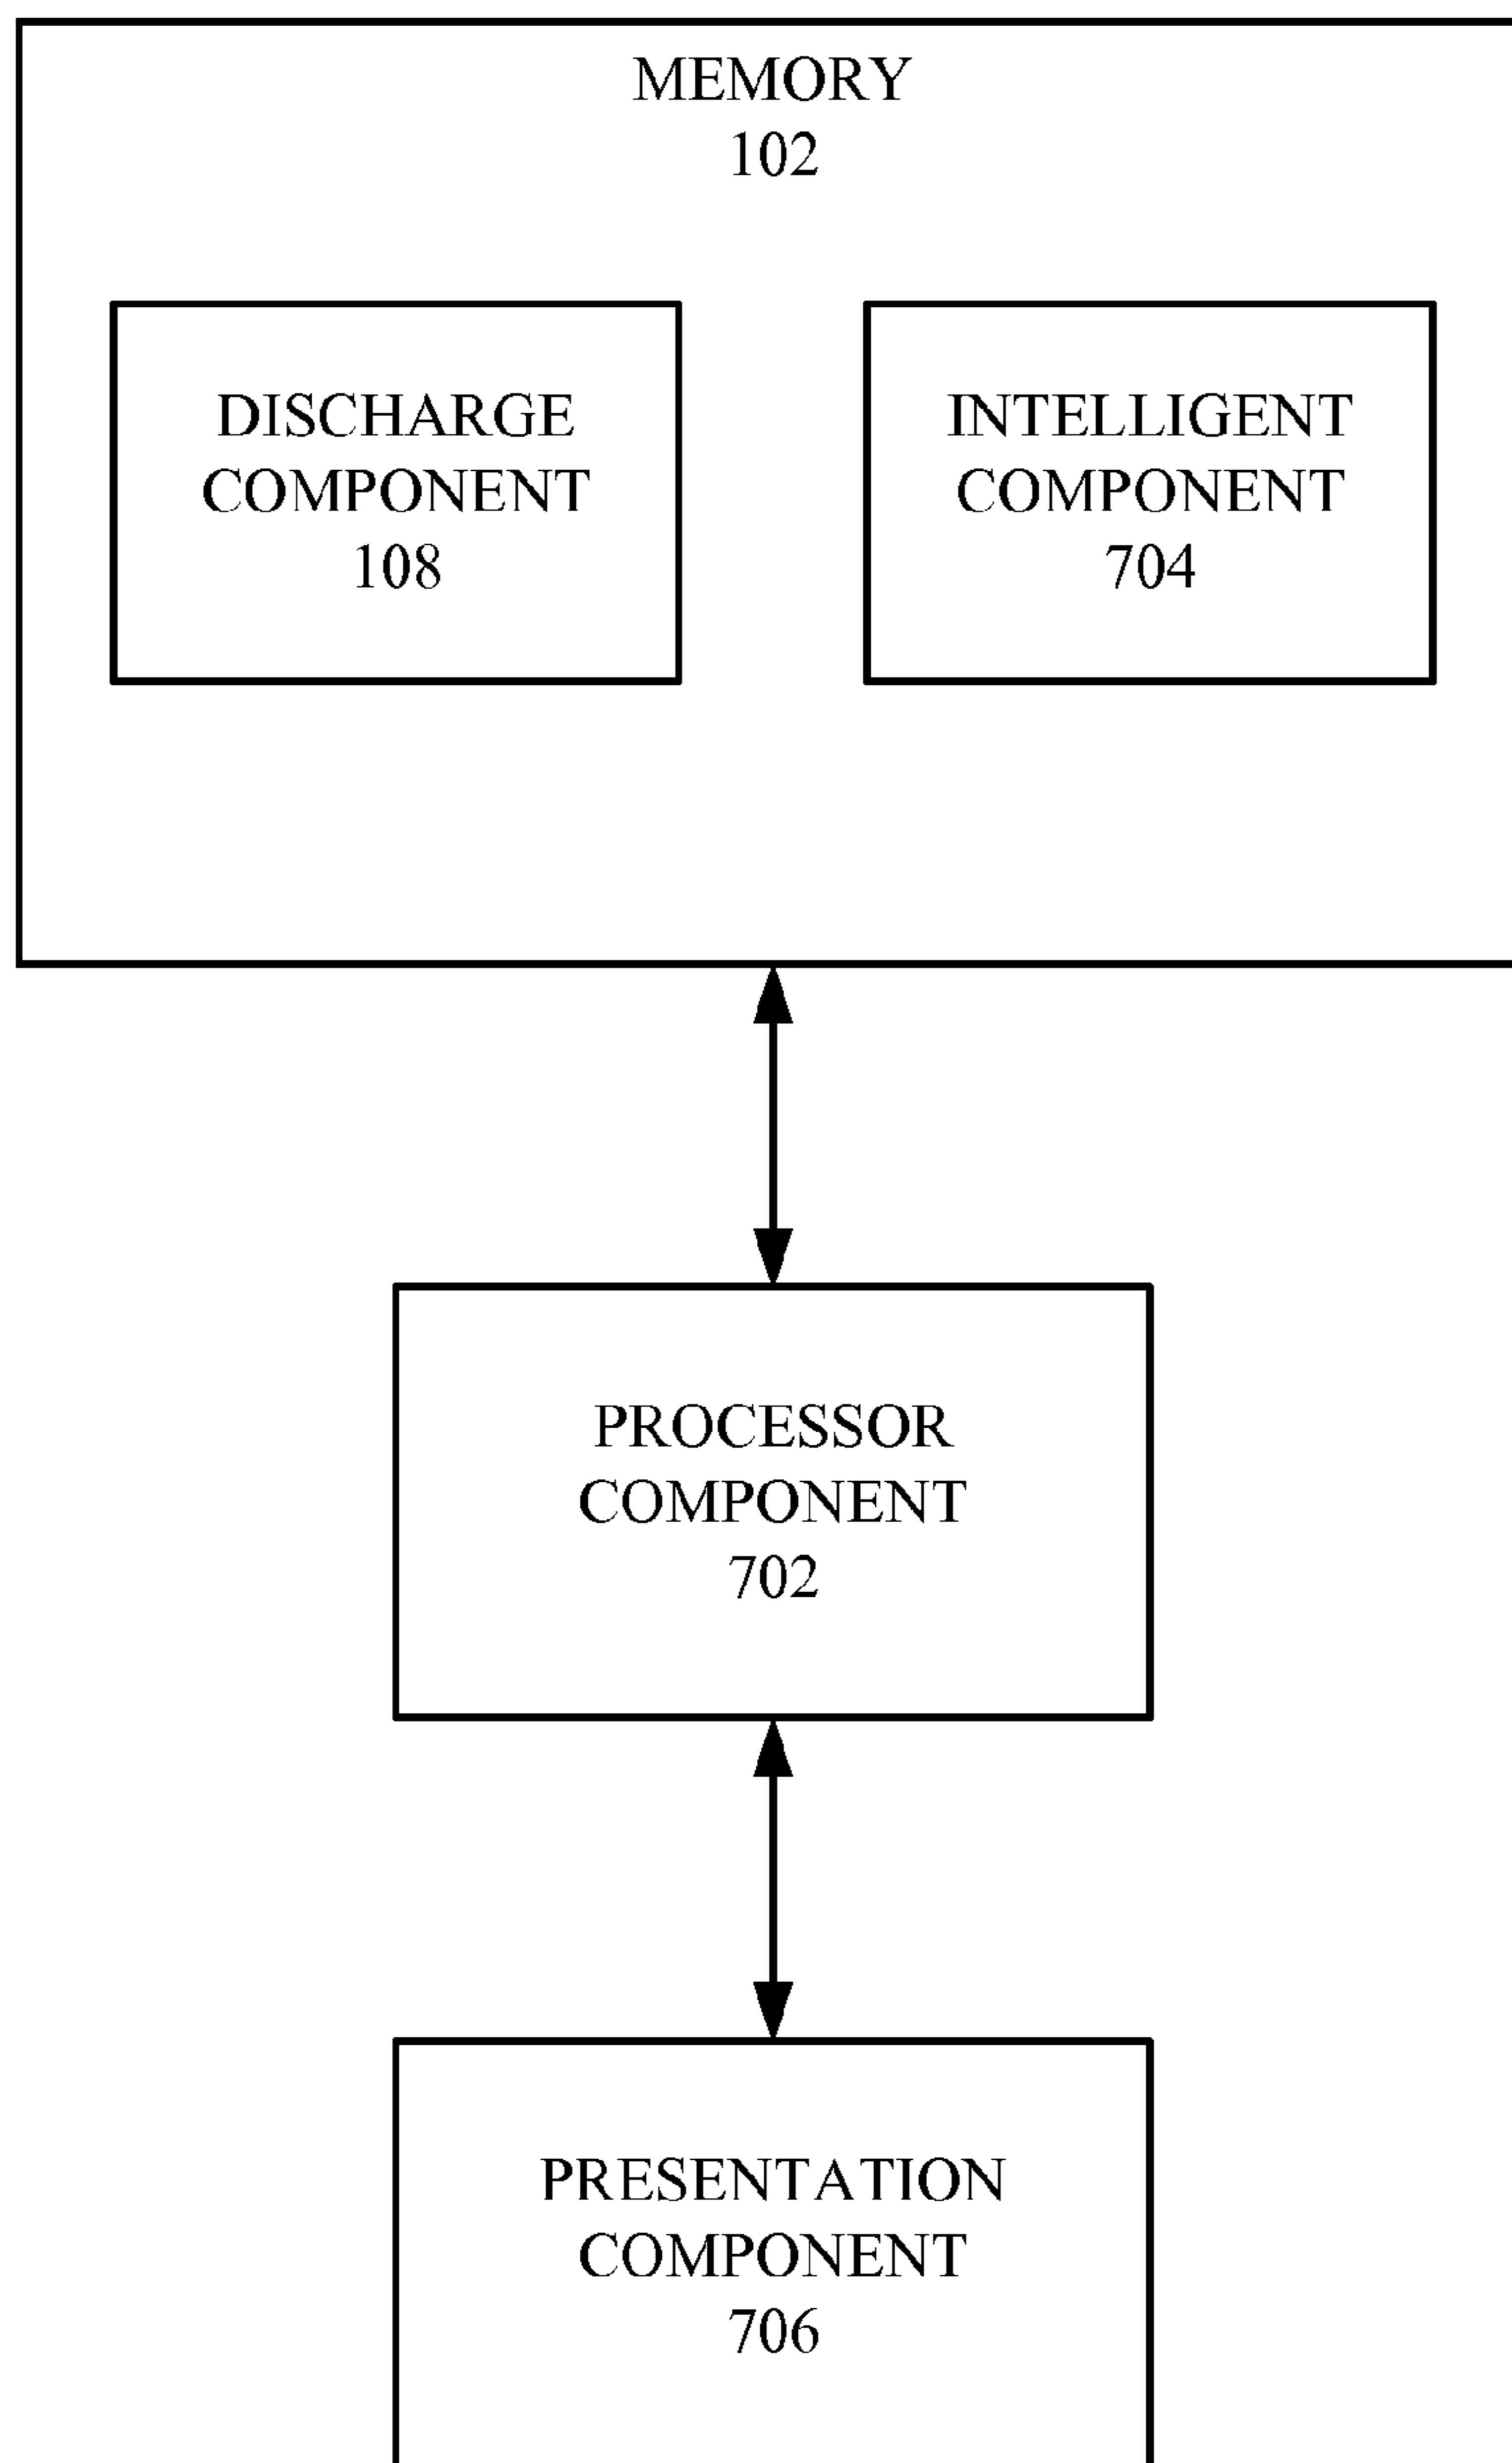 MEMORY
102
DISCHARGE
COMPONENT
108
INTELLIGENT
COMPONENT
704
PROCESSOR
COMPONENT
702
PRESENTATION
COMPONENT
706